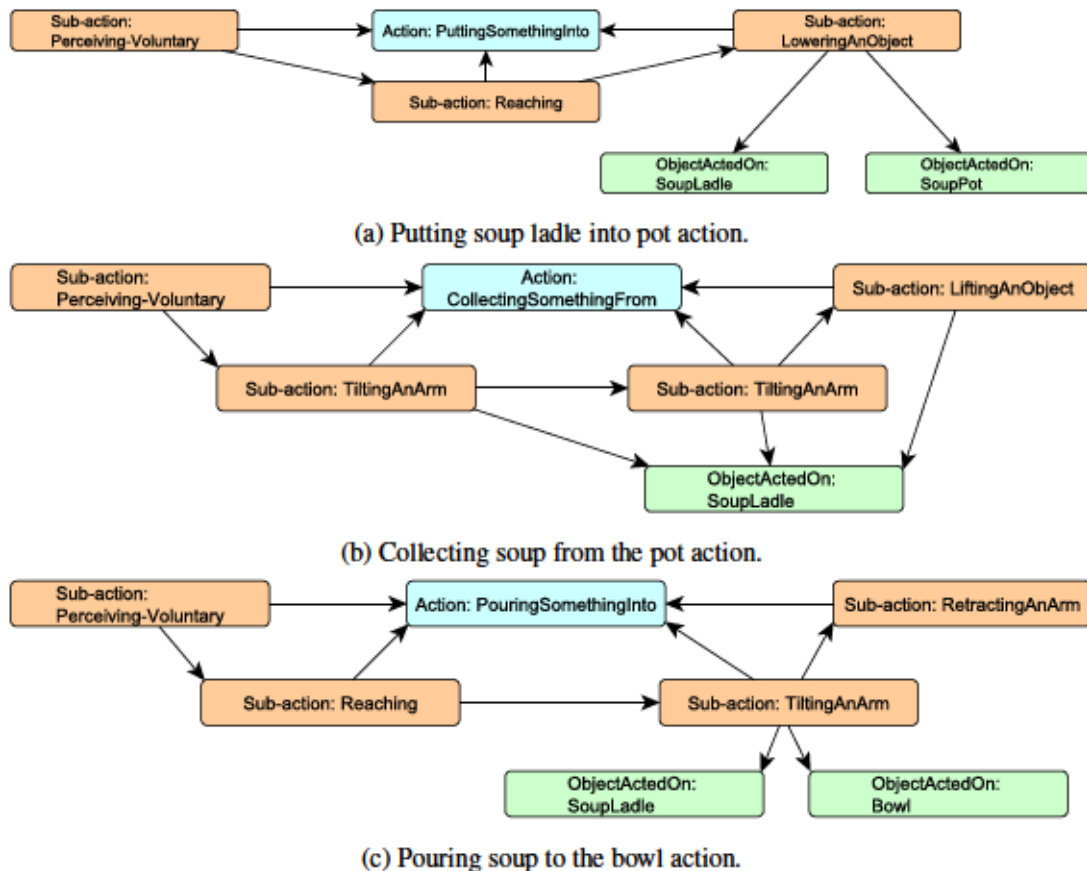 Sub-action:
Perceiving-Voluntary
Action: PuttingSomethingInto
Sub-action:
LoweringAnObject
Sub-action: Reaching
ObjectActedOn:
SoupLadle
ObjectActedOn:
SoupPot
(a) Putting soup ladle into pot action.
Sub-action:
Perceiving-Voluntary
Action:
CollectingSomethingFrom
Sub-action: LiftingAnObject
Sub-action: TiltingAnArm
Sub-action: TiltingAnArm
ObjectActedOn:
SoupLadle
(b) Collecting soup from the pot action.
Sub-action:
Perceiving-Voluntary
Action: PouringSomethingInto
Sub-action: RetractingAnArm
Sub-action: Reaching
Sub-action: TiltingAnArm
ObjectActedOn:
SoupLadle
ObjectActedOn:
Bowl
(c) Pouring soup to the bowl action.